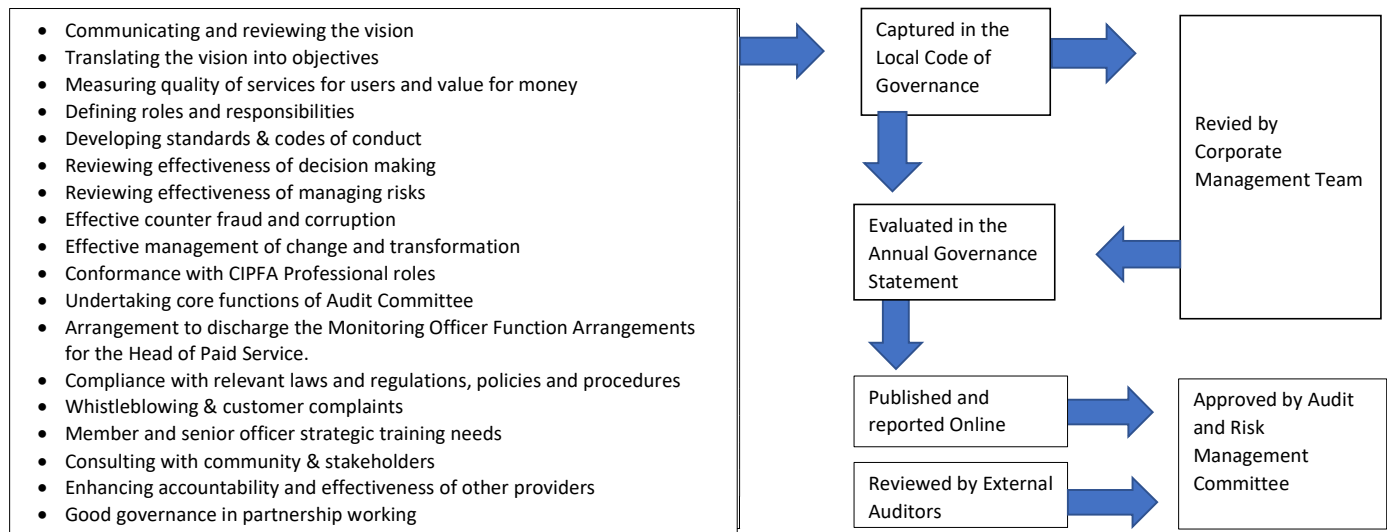 • Communicating and reviewing the vision
• Translating the vision into objectives
• Measuring quality of services for users and value for money
• Defining roles and responsibilities
• Developing standards & codes of conduct
• Reviewing effectiveness of decision making
• Reviewing effectiveness of managing risks
• Effective counter fraud and corruption
• Effective management of change and transformation
• Conformance with CIPFA Professional roles
• Undertaking core functions of Audit Committee
• Arrangement to discharge the Monitoring Officer Function Arrangements
for the Head of Paid Service.
• Compliance with relevant laws and regulations, policies and procedures
• Whistleblowing & customer complaints
• Member and senior officer strategic training needs
• Consulting with community & stakeholders
• Enhancing accountability and effectiveness of other providers
• Good governance in partnership working
Captured in the
Local Code of
Governance
Revied by
Corporate
Management Team
Evaluated in the
Annual Governance
Statement
Published and
reported Online
Approved by Audit
and Risk
Management
Committee
Reviewed by External
Auditors